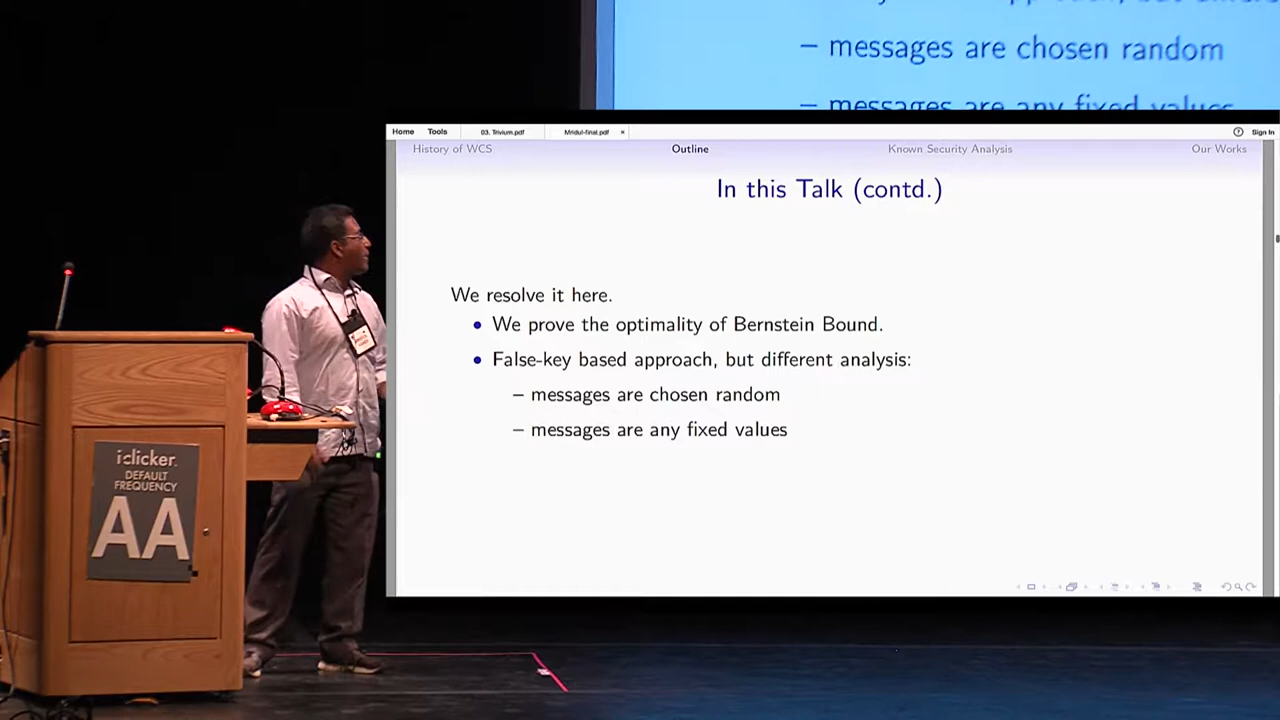 – messages are chosen random
– messages are any fixed values
Home Tools 03. Trivium.pdf Mridul-final.pdf × ? Sign In
History of WCS Outline Known Security Analysis Our Works
In this Talk (contd.)
We resolve it here.
• We prove the optimality of Bernstein Bound.
• False-key based approach, but different analysis:
– messages are chosen random
– messages are any fixed values
iclicker.
DEFAULT
FREQUENCY
AA